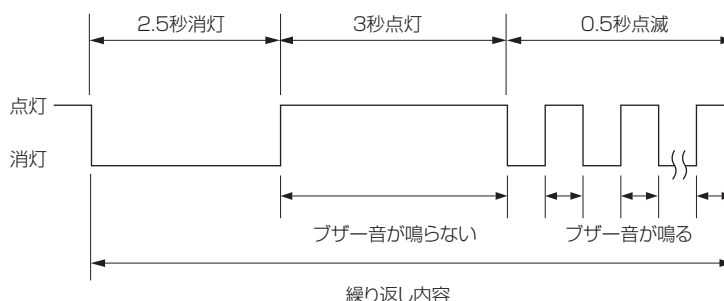 2.5秒消灯 3秒点灯 0.5秒点滅
点灯
消灯
ブザー音が鳴らない ブザー音が鳴る
繰り返し内容